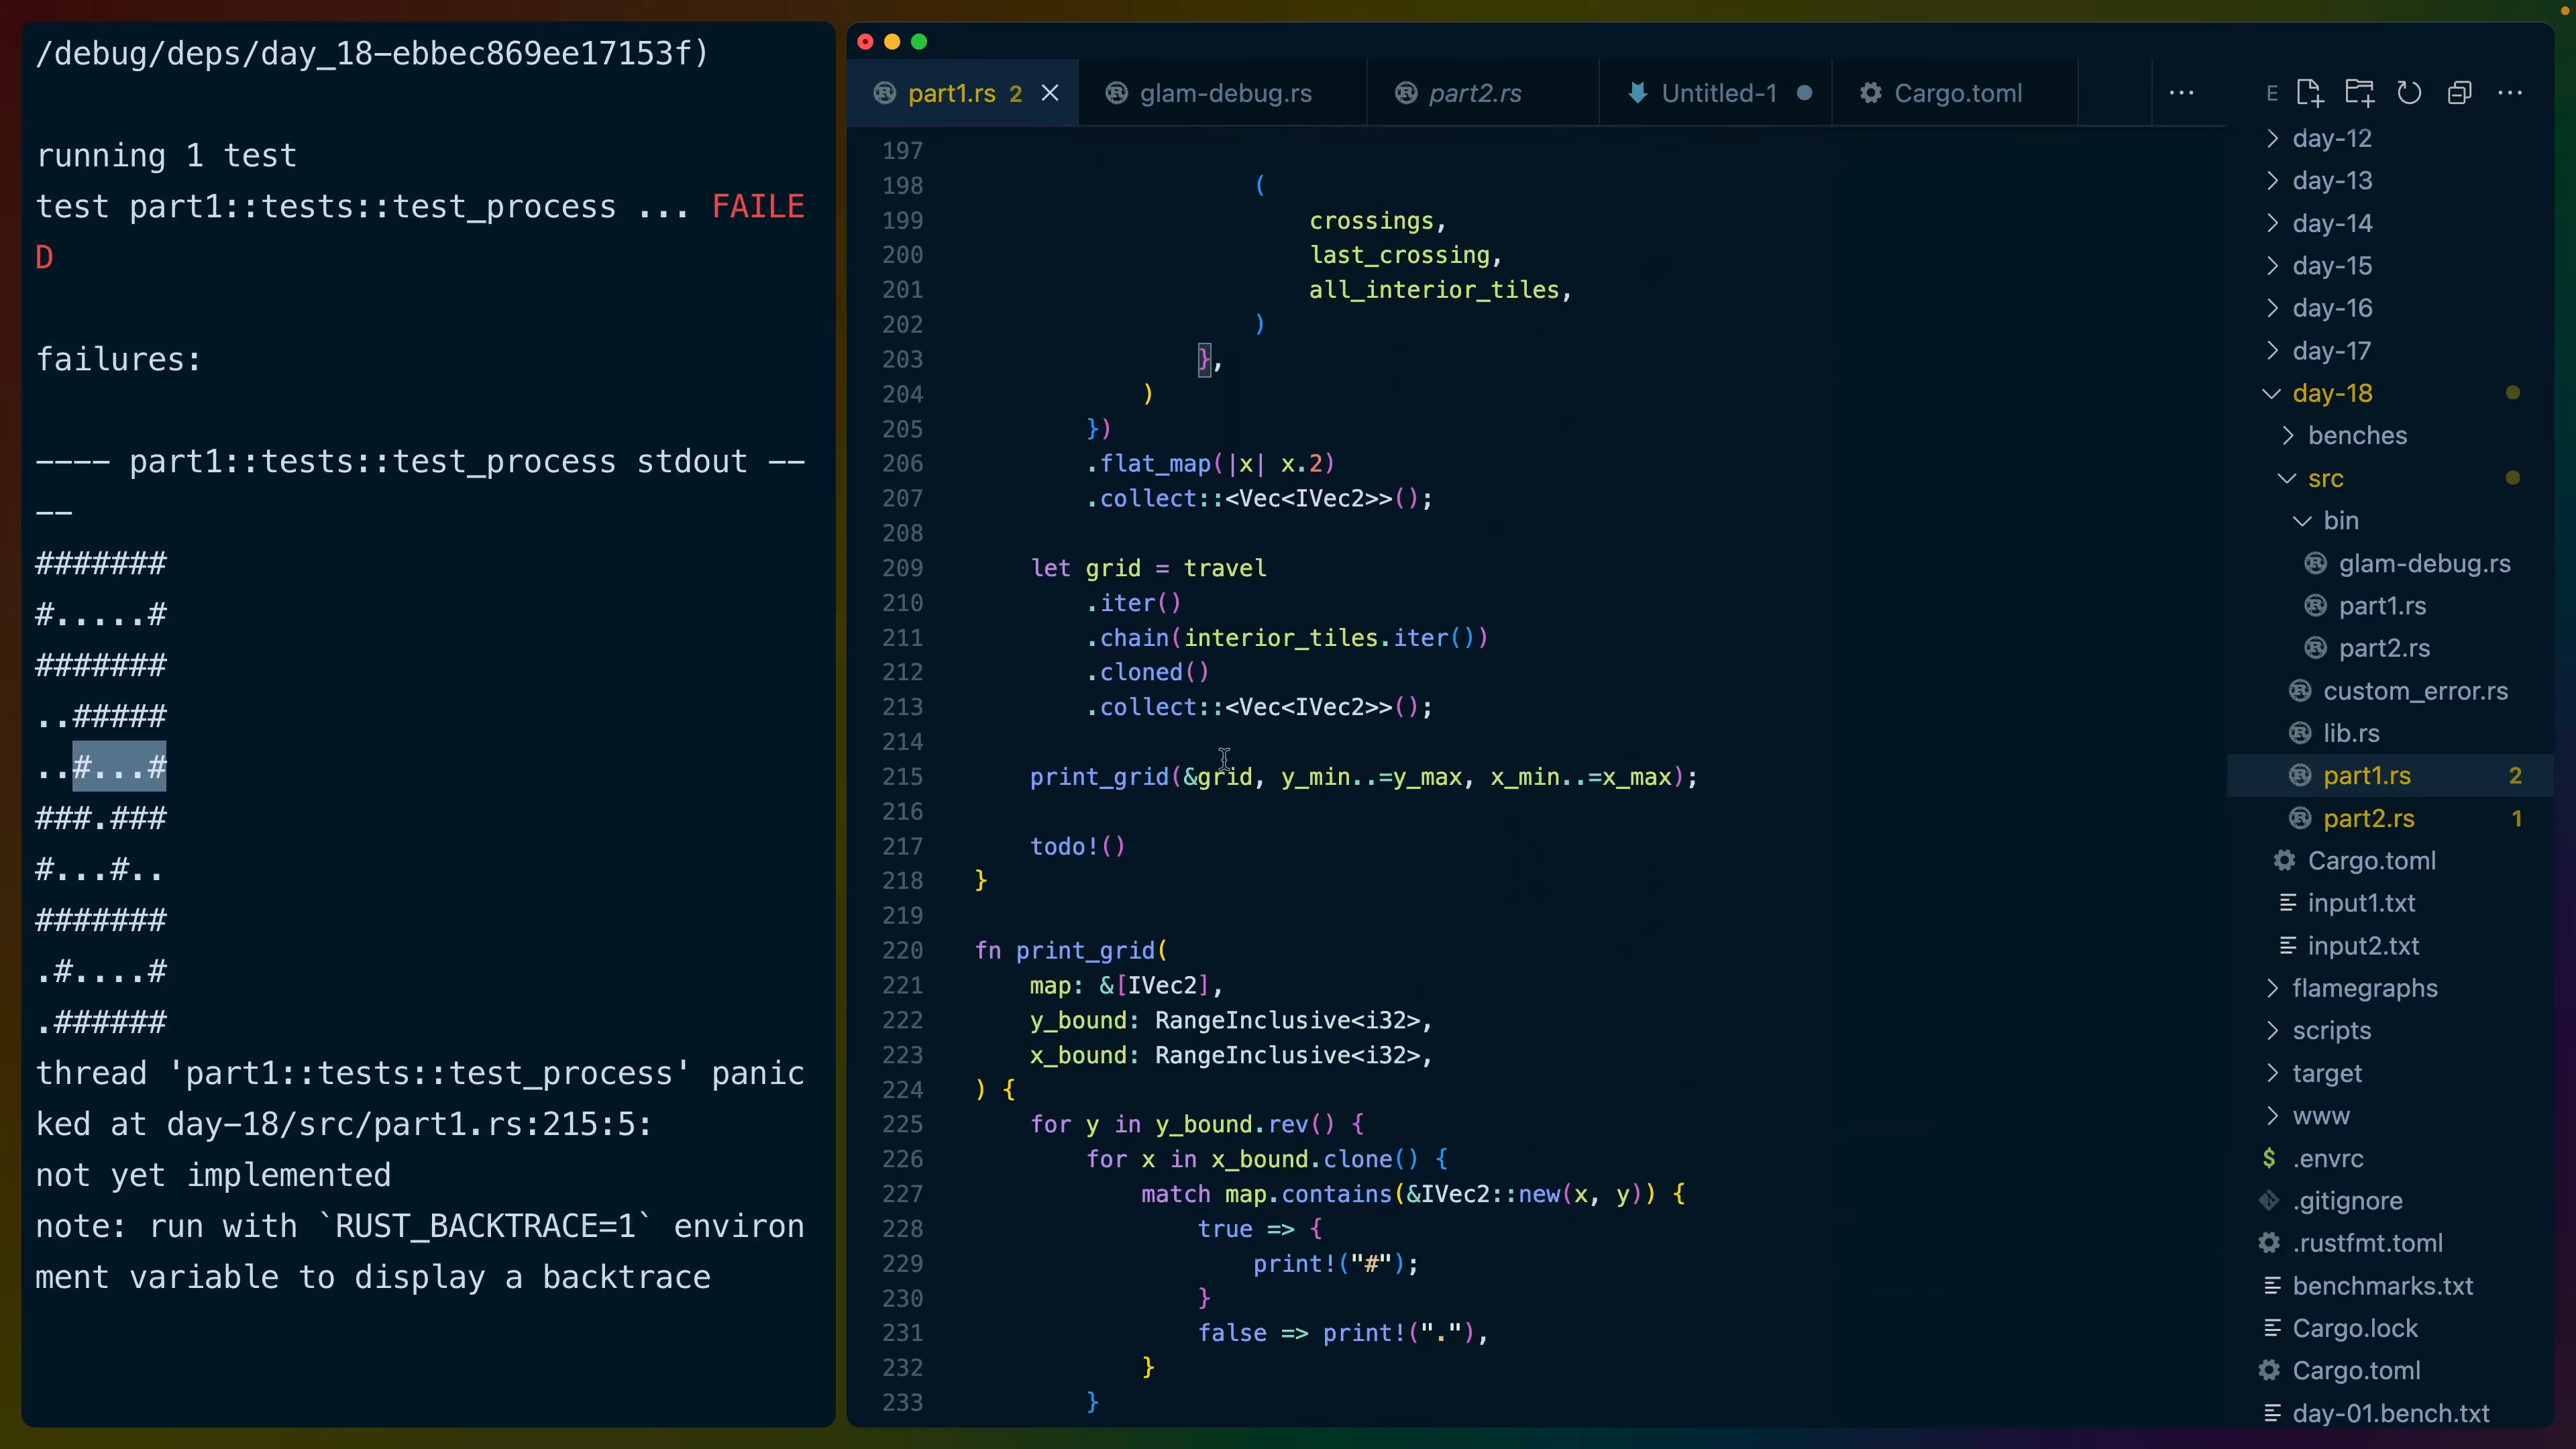 /debug/deps/day_18-ebbec869ee17153f)
running 1 test
test part1::tests::test_process ... FAILE
D
failures:
---- part1::tests::test_process stdout --
--
#######
#.....#
#######
..#####
..#...#
###.###
#...#..
#######
.#....#
.######
thread 'part1::tests::test_process' panic
ked at day-18/src/part1.rs:215:5:
not yet implemented
note: run with `RUST_BACKTRACE=1` environ
ment variable to display a backtrace
part1.rs 2
glam-debug.rs
part2.rs
Untitled-1
Cargo.toml
197
198 (
199 crossings,
200 last_crossing,
201 all_interior_tiles,
202 )
203 },
204 )
205 })
206 .flat_map(|x| x.2)
207 .collect::<Vec<IVec2>>();
208
209 let grid = travel
210 .iter()
211 .chain(interior_tiles.iter())
212 .cloned()
213 .collect::<Vec<IVec2>>();
214
215 print_grid(&grid, y_min..=y_max, x_min..=x_max);
216
217 todo!()
218 }
219
220 fn print_grid(
221 map: &[IVec2],
222 y_bound: RangeInclusive<i32>,
223 x_bound: RangeInclusive<i32>,
224 ) {
225 for y in y_bound.rev() {
226 for x in x_bound.clone() {
227 match map.contains(&IVec2::new(x, y)) {
228 true => {
229 print!("#");
230 }
231 false => print!("."),
232 }
233 }
E
day-12
day-13
day-14
day-15
day-16
day-17
day-18
benches
src
bin
glam-debug.rs
part1.rs
part2.rs
custom_error.rs
lib.rs
part1.rs 2
part2.rs 1
Cargo.toml
input1.txt
input2.txt
flamegraphs
scripts
target
www
.envrc
.gitignore
.rustfmt.toml
benchmarks.txt
Cargo.lock
Cargo.toml
day-01.bench.txt